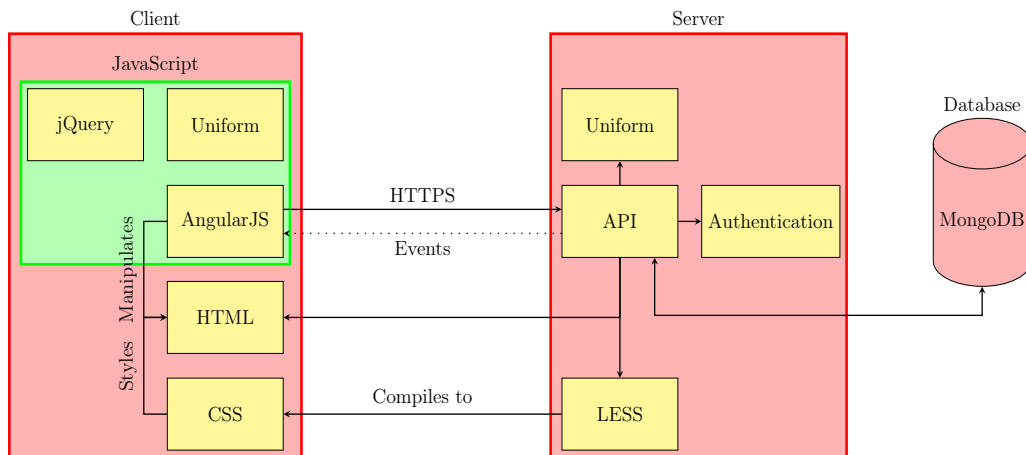 Client
Server
JavaScript
Database
jQuery
Uniform
Uniform
AngularJS
HTTPS
Events
API
Authentication
MongoDB
Manipulates
HTML
Styles
CSS
Compiles to
LESS